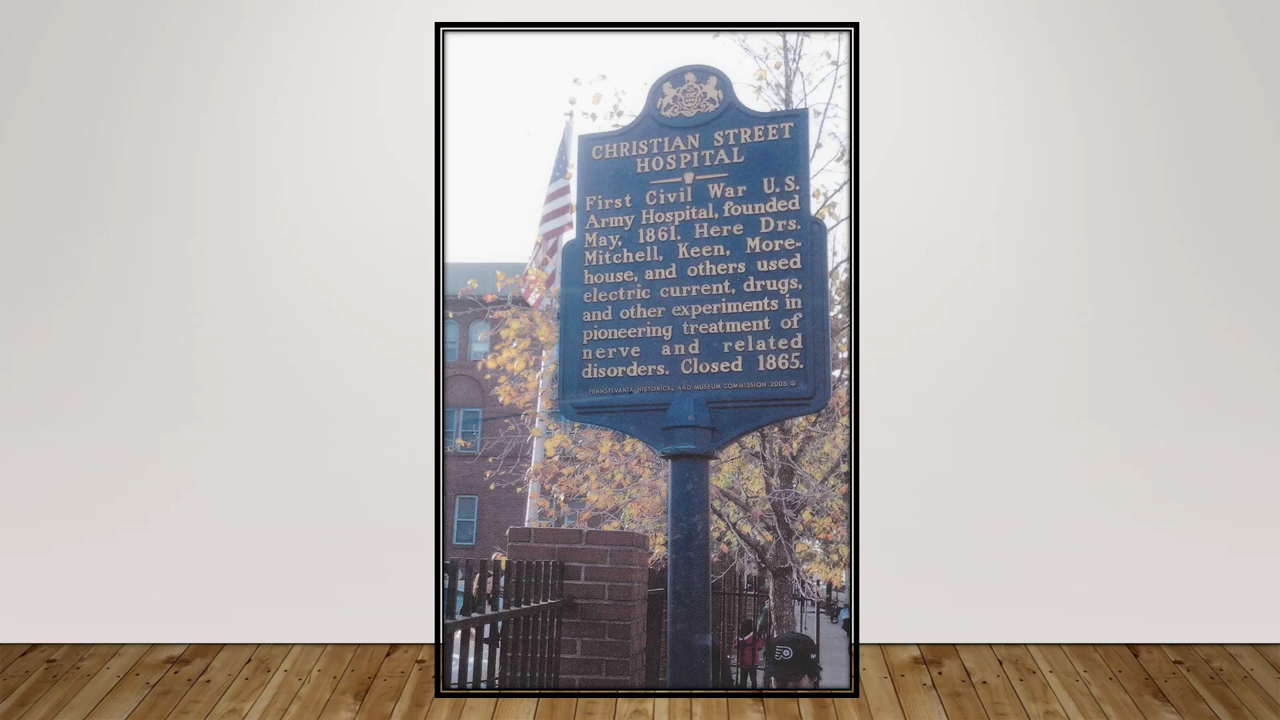 CHRISTIAN STREET
HOSPITAL
First Civil War U.S.
Army Hospital, founded
May, 1861. Here Drs.
Mitchell, Keen, More-
house, and others used
electric current, drugs,
and other experiments in
pioneering treatment of
nerve and related
disorders. Closed 1865.
PENNSYLVANIA HISTORICAL AND MUSEUM COMMISSION 2005 ©